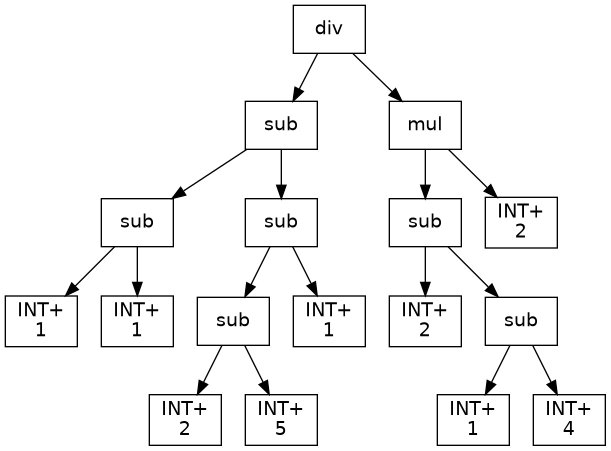 div
sub
mul
sub
sub
sub
INT+
2
INT+
1
INT+
1
sub
INT+
1
INT+
2
sub
INT+
2
INT+
5
INT+
1
INT+
4